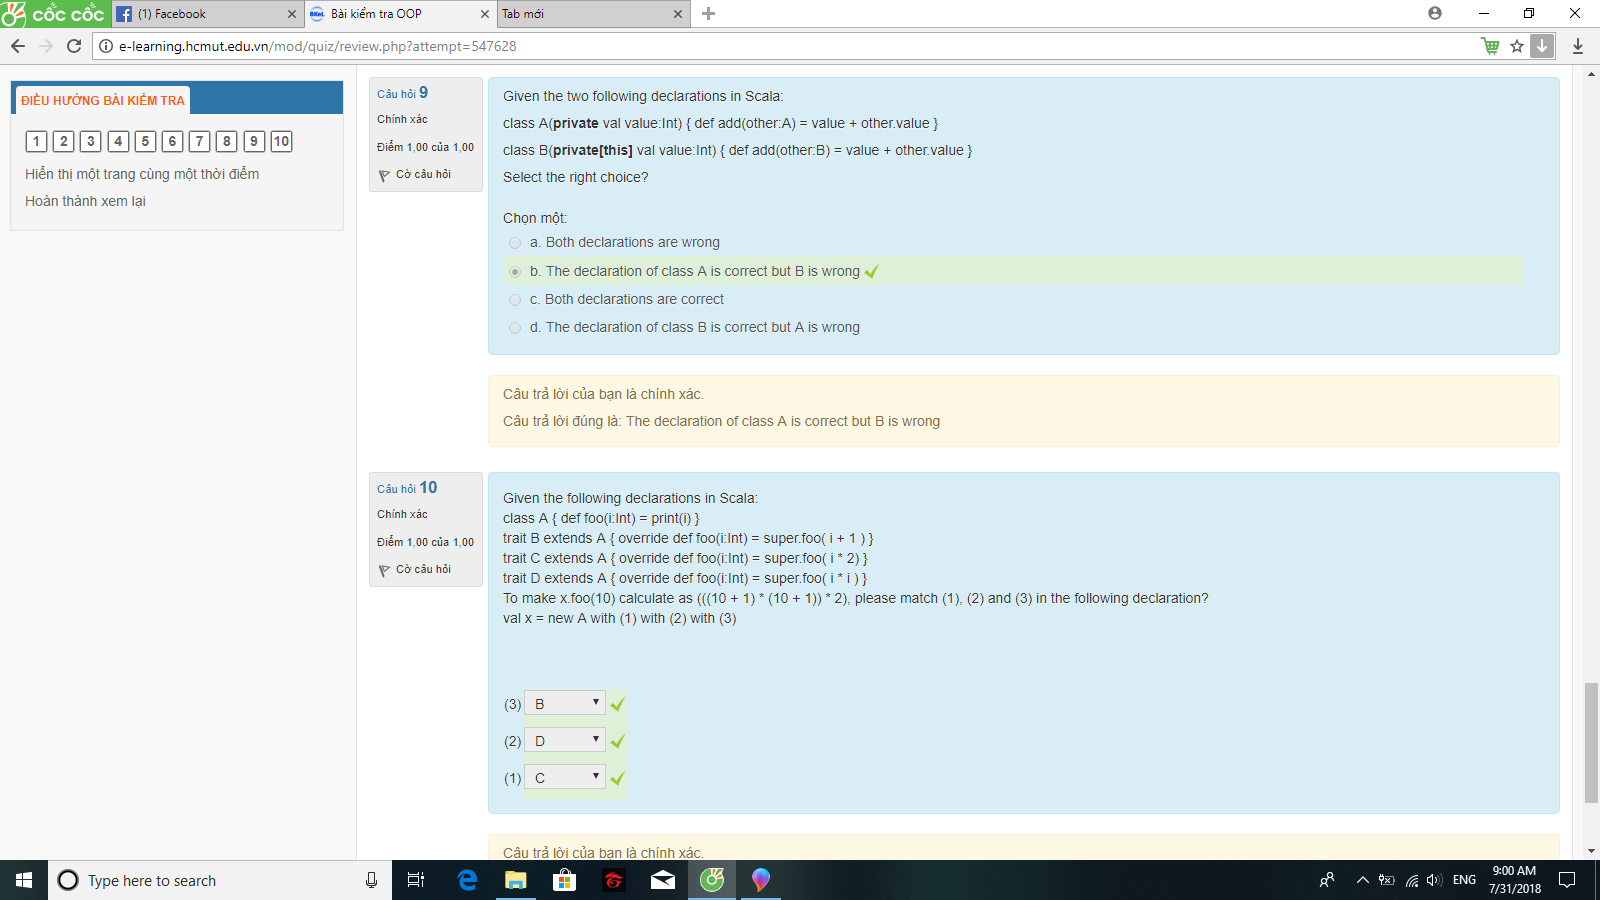 cốc cốc
(1) Facebook
Bài kiểm tra OOP
Tab mới
e-learning.hcmut.edu.vn/mod/quiz/review.php?attempt=547628
ĐIỀU HƯỚNG BÀI KIỂM TRA
1 2 3 4 5 6 7 8 9 10
Hiển thị một trang cùng một thời điểm
Hoàn thành xem lại
Câu hỏi 9
Chính xác
Điểm 1,00 của 1,00
Cờ câu hỏi
Given the two following declarations in Scala:
class A(private val value:Int) { def add(other:A) = value + other.value }
class B(private[this] val value:Int) { def add(other:B) = value + other.value }
Select the right choice?
Chọn một:
a. Both declarations are wrong
b. The declaration of class A is correct but B is wrong
c. Both declarations are correct
d. The declaration of class B is correct but A is wrong
Câu trả lời của bạn là chính xác.
Câu trả lời đúng là: The declaration of class A is correct but B is wrong
Câu hỏi 10
Chính xác
Điểm 1,00 của 1,00
Cờ câu hỏi
Given the following declarations in Scala:
class A { def foo(i:Int) = print(i) }
trait B extends A { override def foo(i:Int) = super.foo( i + 1 ) }
trait C extends A { override def foo(i:Int) = super.foo( i * 2) }
trait D extends A { override def foo(i:Int) = super.foo( i * i ) }
To make x.foo(10) calculate as (((10 + 1) * (10 + 1)) * 2), please match (1), (2) and (3) in the following declaration?
val x = new A with (1) with (2) with (3)
(3) B
(2) D
(1) C
Câu trả lời của bạn là chính xác.
Type here to search
ENG
9:00 AM
7/31/2018